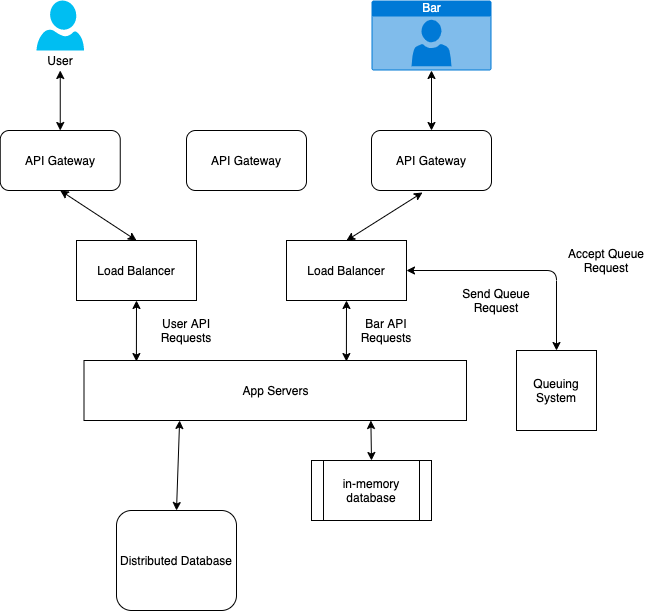 Bar
User
API Gateway
API Gateway
API Gateway
Accept Queue
Request
Load Balancer
Load Balancer
Send Queue
Request
User API
Requests
Bar API
Requests
App Servers
Queuing
System
in-memory
database
Distributed Database